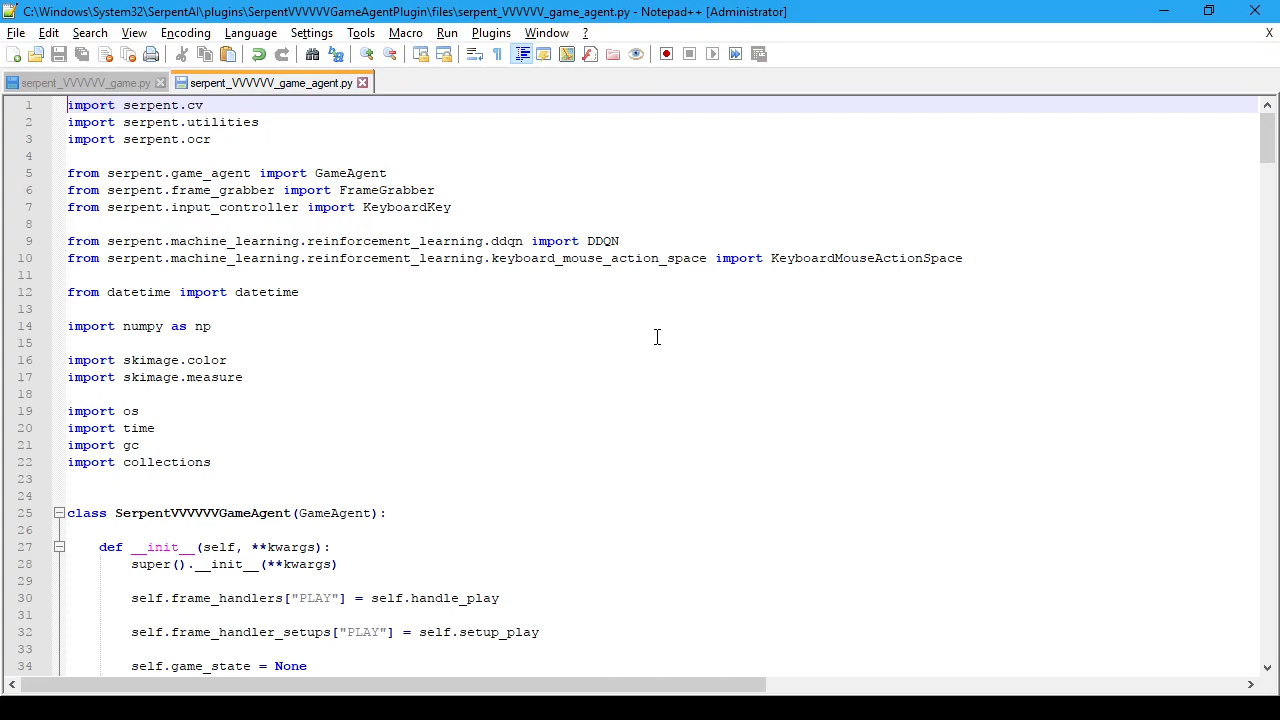 C:\Windows\System32\SerpentAI\plugins\SerpentVVVVVVGameAgentPlugin\files\serpent_VVVVVV_game_agent.py - Notepad++ [Administrator]
File Edit Search View Encoding Language Settings Tools Macro Run Plugins Window ? X
serpent_VVVVVV_game.py serpent_VVVVVV_game_agent.py
1 import serpent.cv
2 import serpent.utilities
3 import serpent.ocr
4
5 from serpent.game_agent import GameAgent
6 from serpent.frame_grabber import FrameGrabber
7 from serpent.input_controller import KeyboardKey
8
9 from serpent.machine_learning.reinforcement_learning.ddqn import DDQN
10 from serpent.machine_learning.reinforcement_learning.keyboard_mouse_action_space import KeyboardMouseActionSpace
11
12 from datetime import datetime
13
14 import numpy as np
15
16 import skimage.color
17 import skimage.measure
18
19 import os
20 import time
21 import gc
22 import collections
23
24
25 class SerpentVVVVVVGameAgent(GameAgent):
26
27 def __init__(self, **kwargs):
28 super().__init__(**kwargs)
29
30 self.frame_handlers["PLAY"] = self.handle_play
31
32 self.frame_handler_setups["PLAY"] = self.setup_play
33
34 self.game_state = None